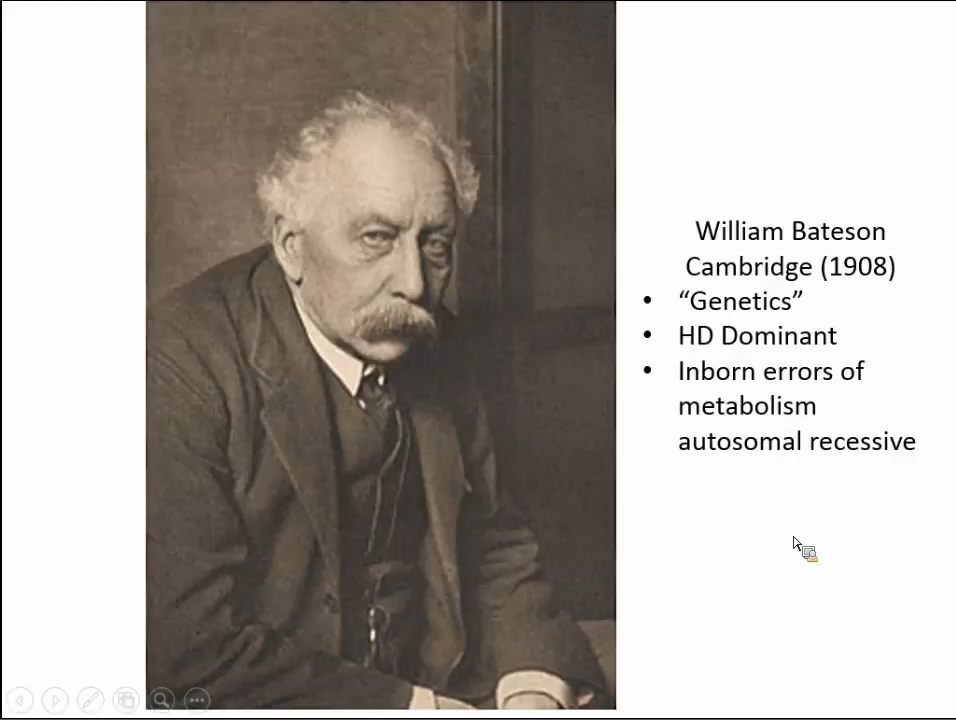 William Bateson
Cambridge (1908)
• “Genetics”
• HD Dominant
• Inborn errors of
metabolism
autosomal recessive